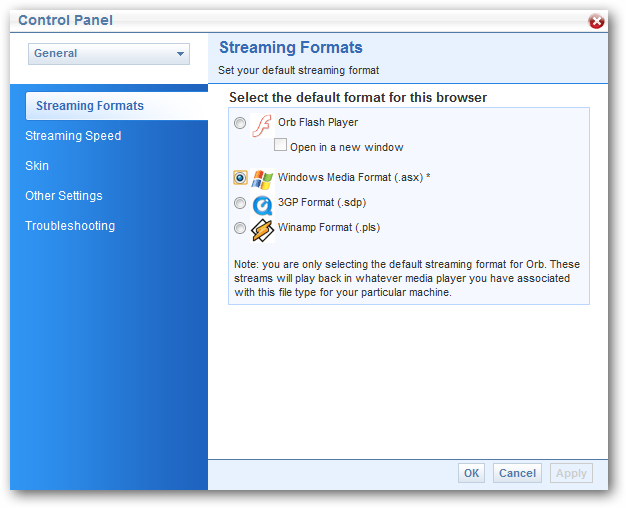 Control Panel
General
Streaming Formats
Set your default streaming format
Streaming Formats
Streaming Speed
Skin
Other Settings
Troubleshooting
Select the default format for this browser
Orb Flash Player
Open in a new window
Windows Media Format (.asx) *
3GP Format (.sdp)
Winamp Format (.pls)
Note: you are only selecting the default streaming format for Orb. These
streams will play back in whatever media player you have associated
with this file type for your particular machine.
OK
Cancel
Apply